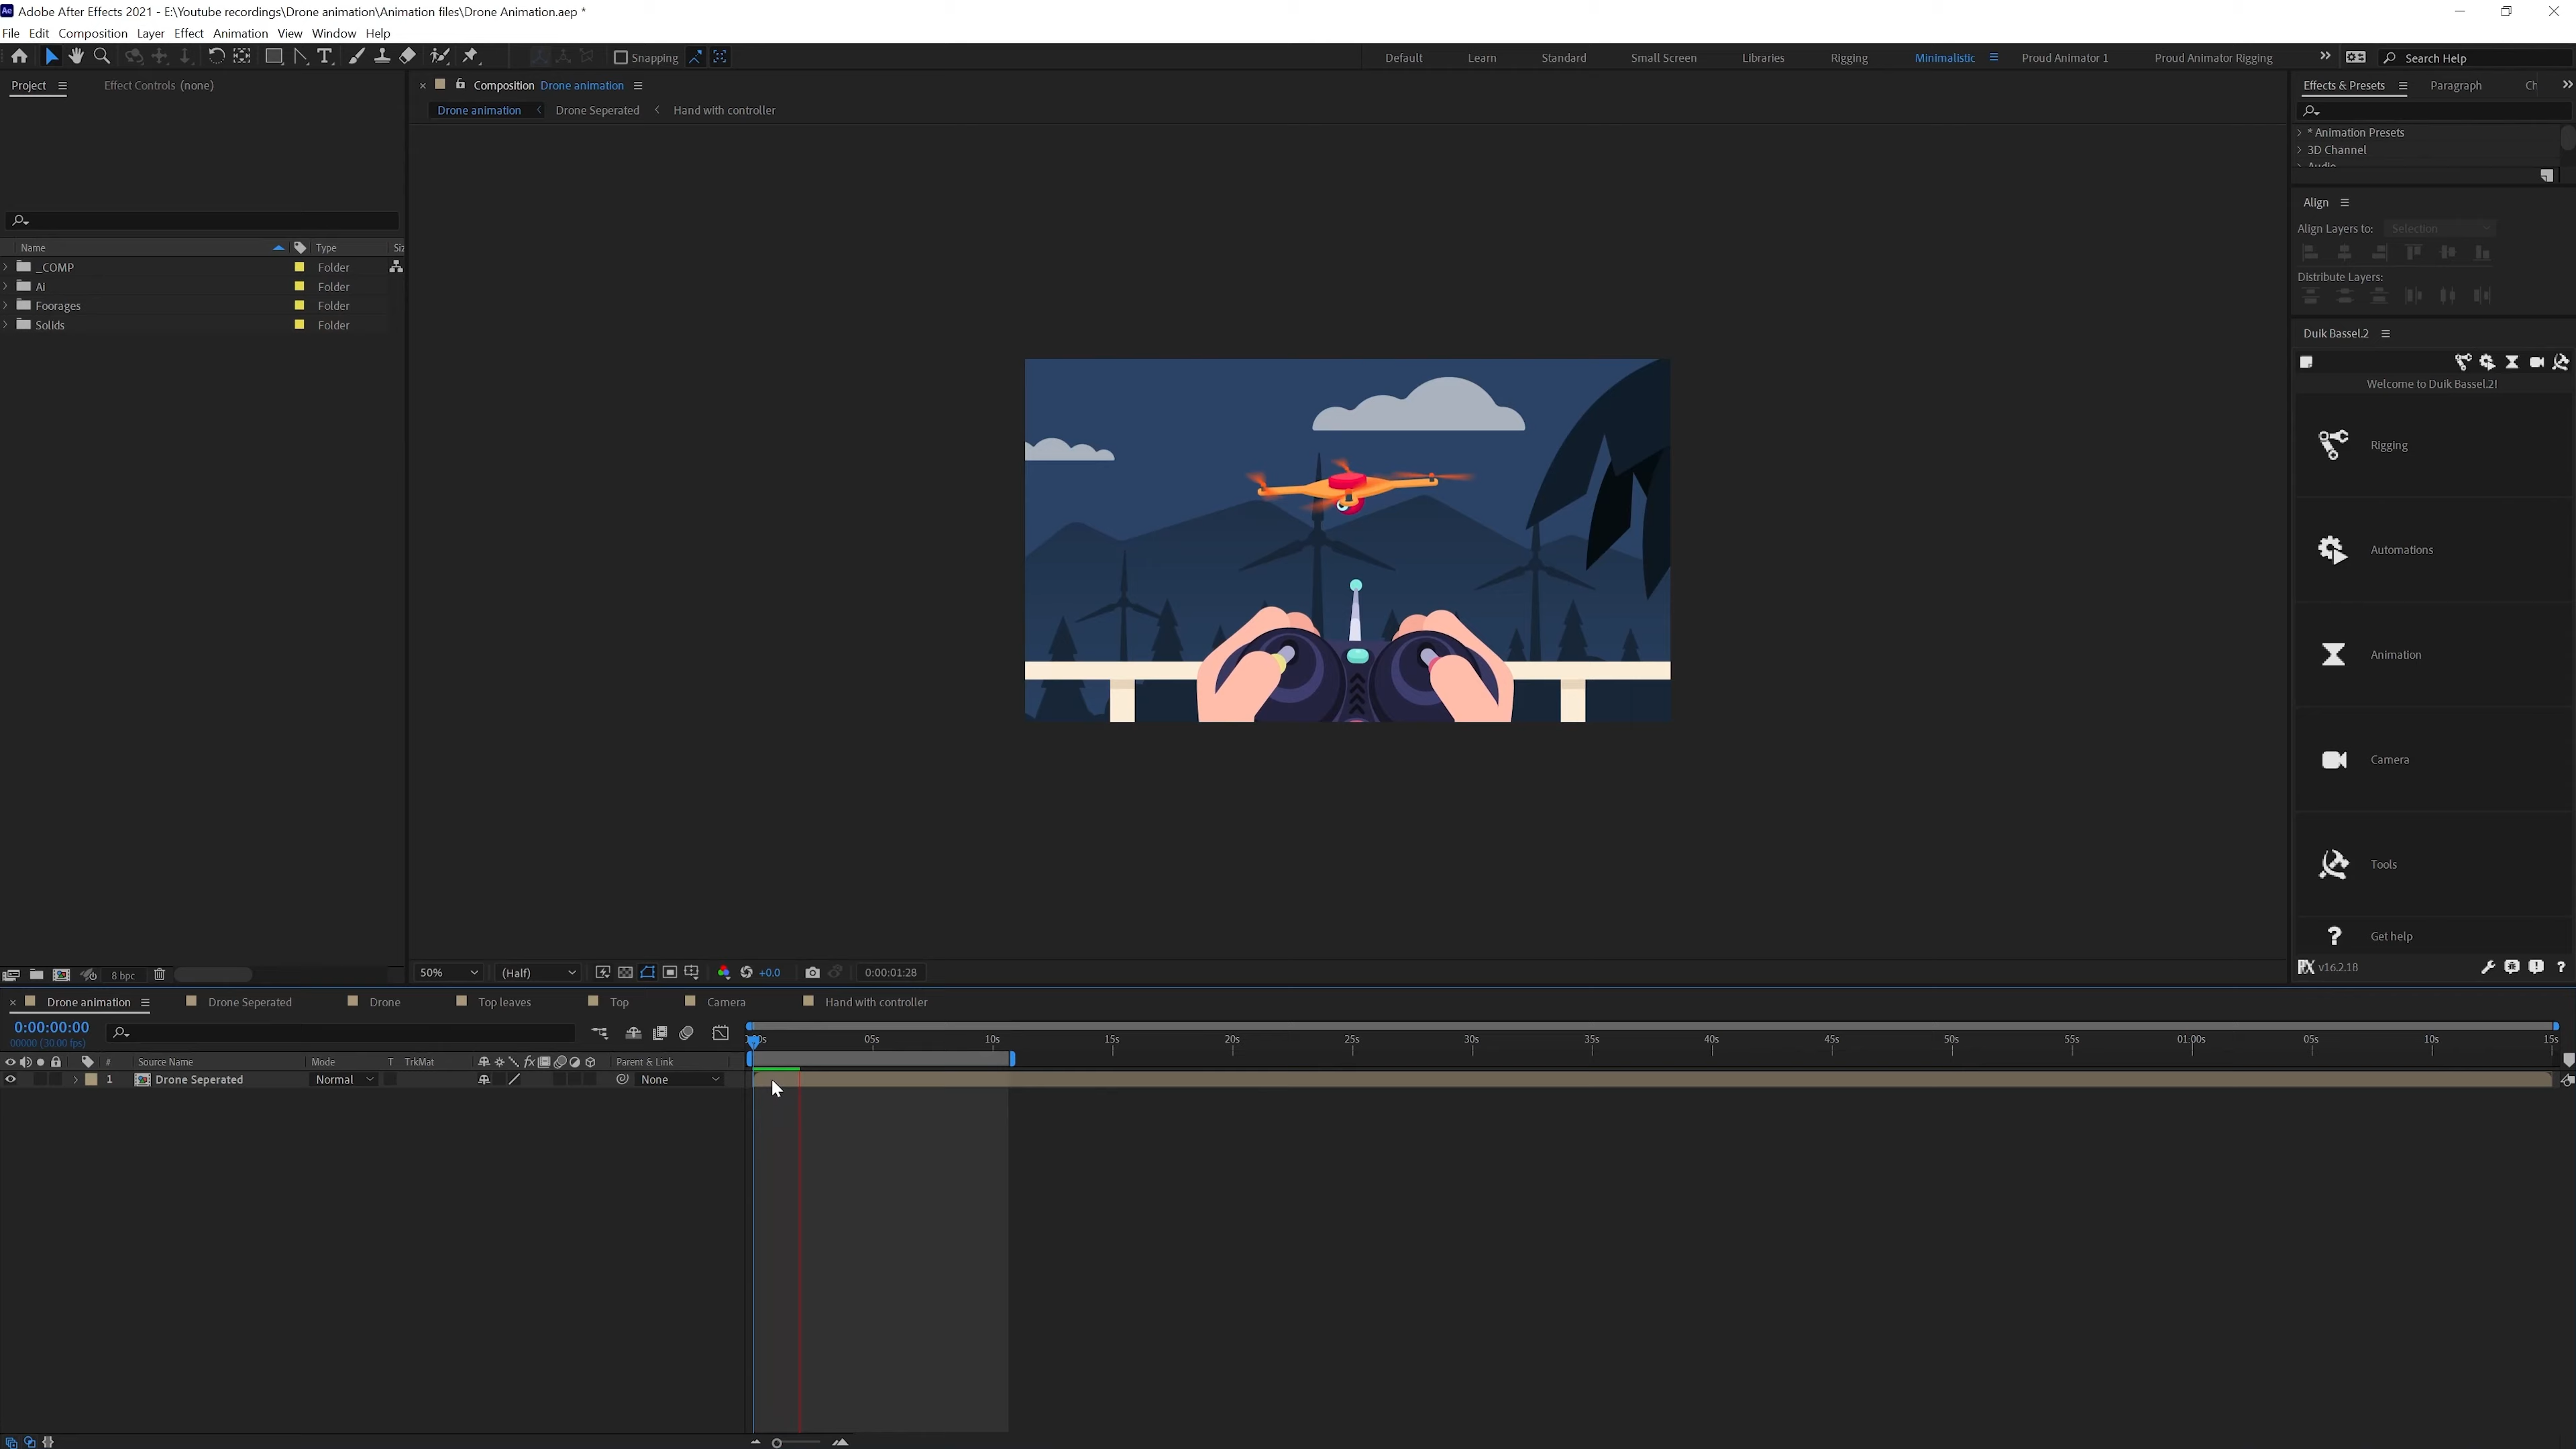 Adobe After Effects 2021 - E:\Youtube recordings\Drone animation\Animation files\Drone Animation.aep *
File Edit Composition Layer Effect Animation View Window Help
Snapping Default Learn Standard Small Screen Libraries Rigging Minimalistic Proud Animator 1 Proud Animator Rigging Search Help
Project Effect Controls (none)
Composition Drone animation
Drone animation Drone Seperated Hand with controller
Name Type Siz
_COMP Folder
Ai Folder
Foorages Folder
Solids Folder
Effects & Presets Paragraph Ch
* Animation Presets
3D Channel
Audio
Align
Align Layers to: Selection
Distribute Layers:
Duik Bassel.2
Welcome to Duik Bassel.2!
Rigging
Automations
Animation
Camera
Tools
Get help
v16.2.18
8 bpc
50% (Half) +0.0 0:00:01:28
Drone animation Drone Seperated Drone Top leaves Top Camera Hand with controller
0:00:00:00
00000 (30.00 fps)
05s 10s 15s 20s 25s 30s 35s 40s 45s 50s 55s 01:00s 05s 10s 15s
# Source Name Mode T TrkMat Parent & Link
1 Drone Seperated Normal None